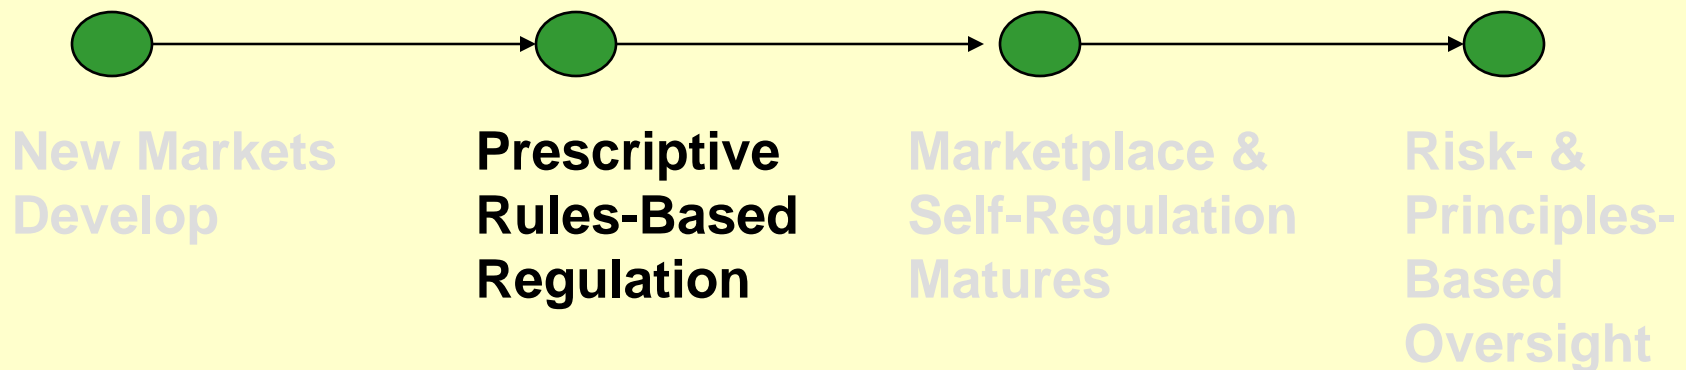 New Markets
Develop
Prescriptive
Rules-Based
Regulation
Marketplace &
Self-Regulation
Matures
Risk- &
Principles-
Based
Oversight